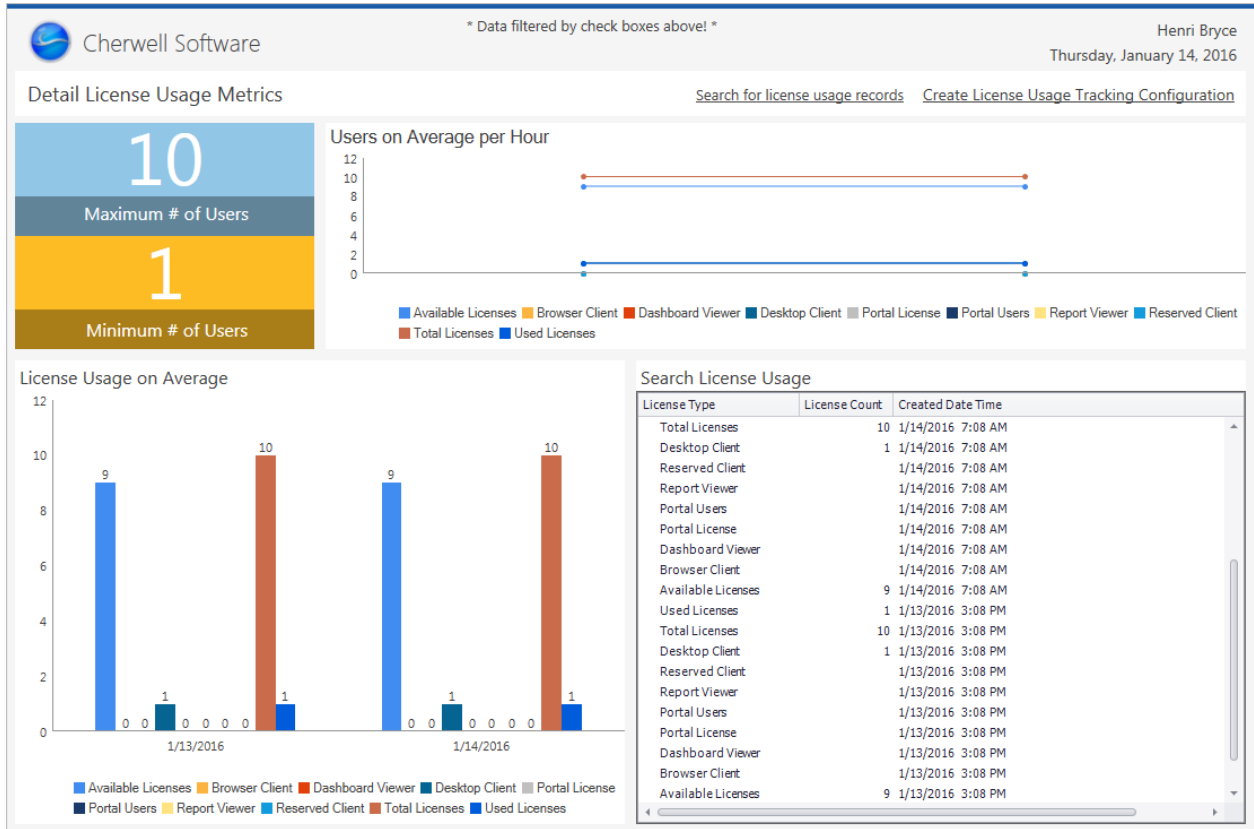 * Data filtered by check boxes above! *
Cherwell Software
Henri Bryce
Thursday, January 14, 2016
Detail License Usage Metrics
Search for license usage records Create License Usage Tracking Configuration
10
Maximum # of Users
1
Minimum # of Users
Users on Average per Hour
12
10
8
6
4
2
0
Available Licenses Browser Client Dashboard Viewer Desktop Client Portal License Portal Users Report Viewer Reserved Client
Total Licenses Used Licenses
License Usage on Average
12
10
8
6
4
2
0
9 0 0 1 0 0 0 0 10 1
9 0 0 1 0 0 0 0 10 1
1/13/2016 1/14/2016
Available Licenses Browser Client Dashboard Viewer Desktop Client Portal License
Portal Users Report Viewer Reserved Client Total Licenses Used Licenses
Search License Usage
License Type License Count Created Date Time
Total Licenses 10 1/14/2016 7:08 AM
Desktop Client 1 1/14/2016 7:08 AM
Reserved Client 1/14/2016 7:08 AM
Report Viewer 1/14/2016 7:08 AM
Portal Users 1/14/2016 7:08 AM
Portal License 1/14/2016 7:08 AM
Dashboard Viewer 1/14/2016 7:08 AM
Browser Client 1/14/2016 7:08 AM
Available Licenses 9 1/14/2016 7:08 AM
Used Licenses 1 1/13/2016 3:08 PM
Total Licenses 10 1/13/2016 3:08 PM
Desktop Client 1 1/13/2016 3:08 PM
Reserved Client 1/13/2016 3:08 PM
Report Viewer 1/13/2016 3:08 PM
Portal Users 1/13/2016 3:08 PM
Portal License 1/13/2016 3:08 PM
Dashboard Viewer 1/13/2016 3:08 PM
Browser Client 1/13/2016 3:08 PM
Available Licenses 9 1/13/2016 3:08 PM